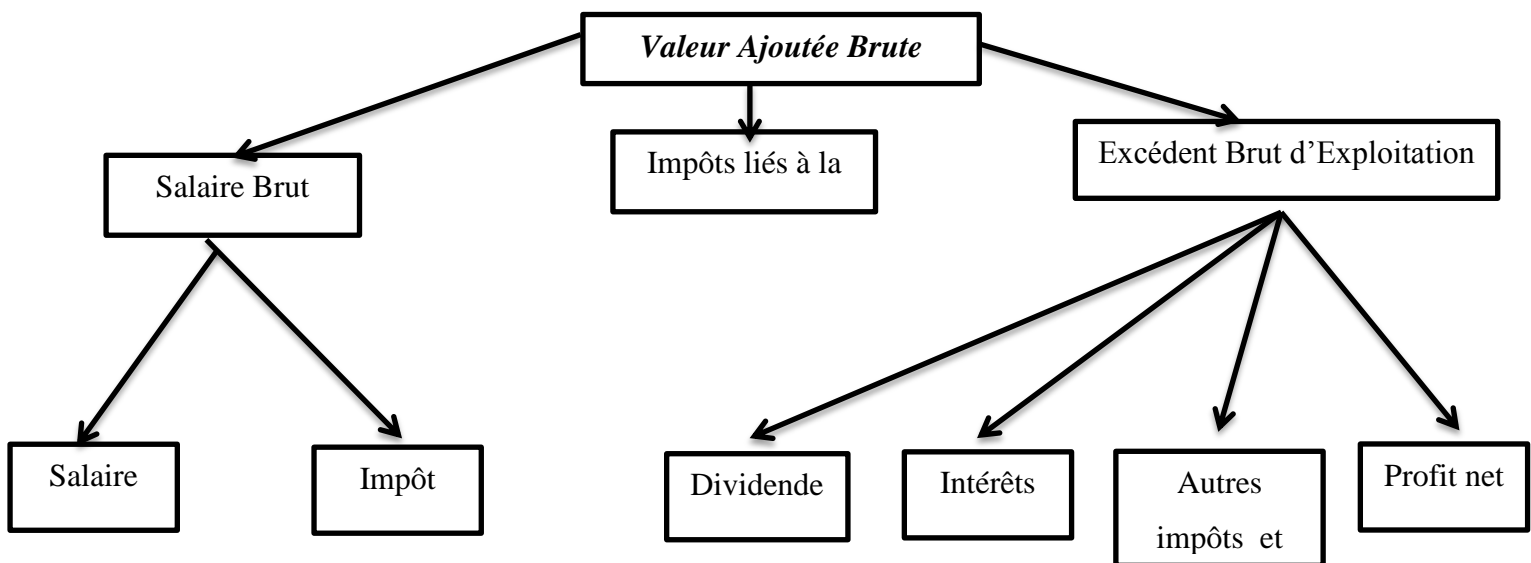 Valeur Ajoutée Brute
Salaire Brut
Impôts liés à la
Excédent Brut d’Exploitation
Salaire
Impôt
Dividende
Intérêts
Autres
impôts et
Profit net